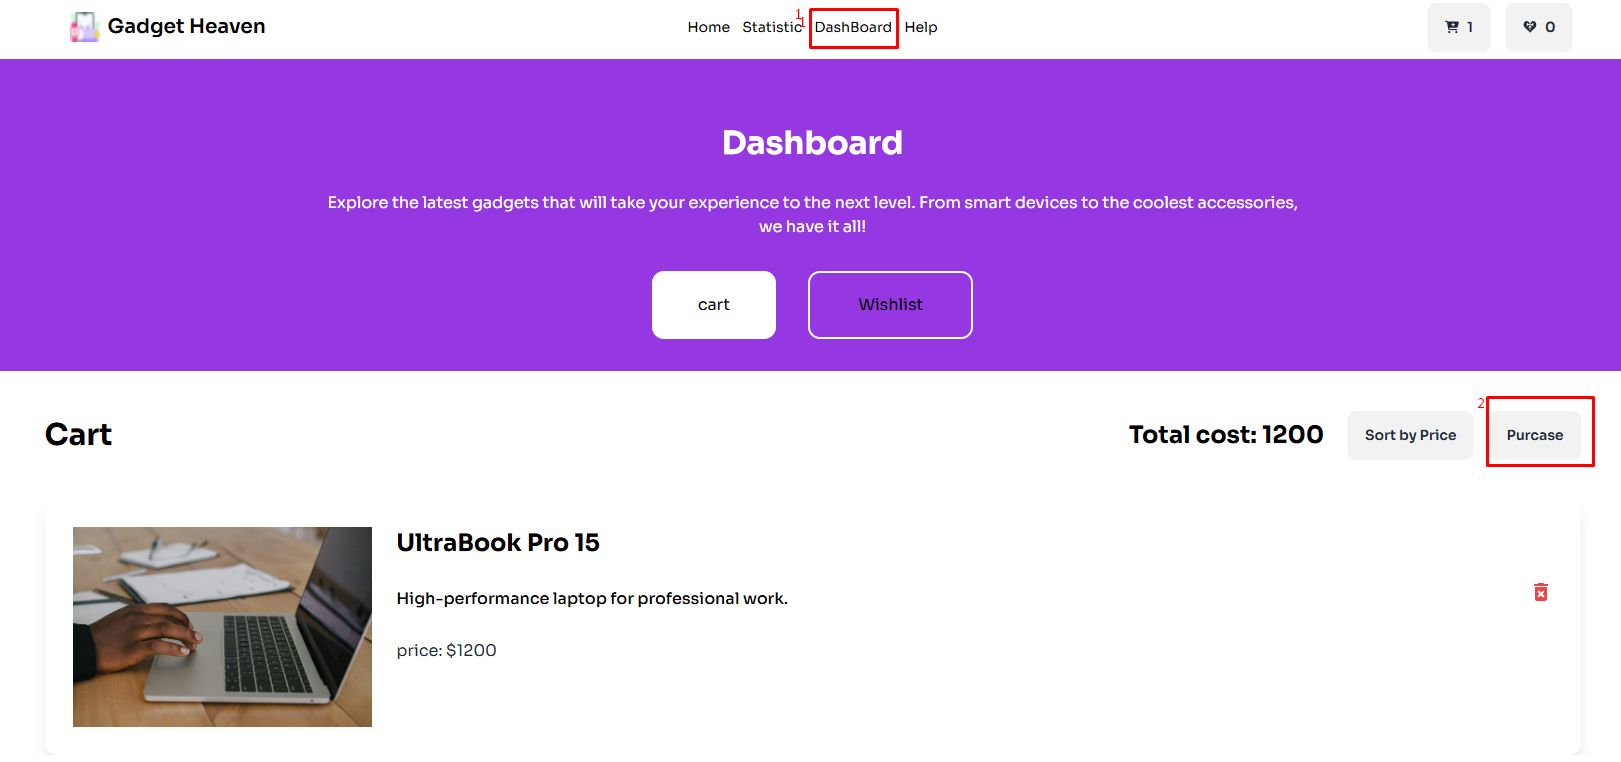 Gadget Heaven
Home Statistic DashBoard Help
1
1
1
0
Dashboard
Explore the latest gadgets that will take your experience to the next level. From smart devices to the coolest accessories,
we have it all!
cart
Wishlist
Cart
Total cost: 1200
Sort by Price
2
Purcase
UltraBook Pro 15
High-performance laptop for professional work.
price: $1200